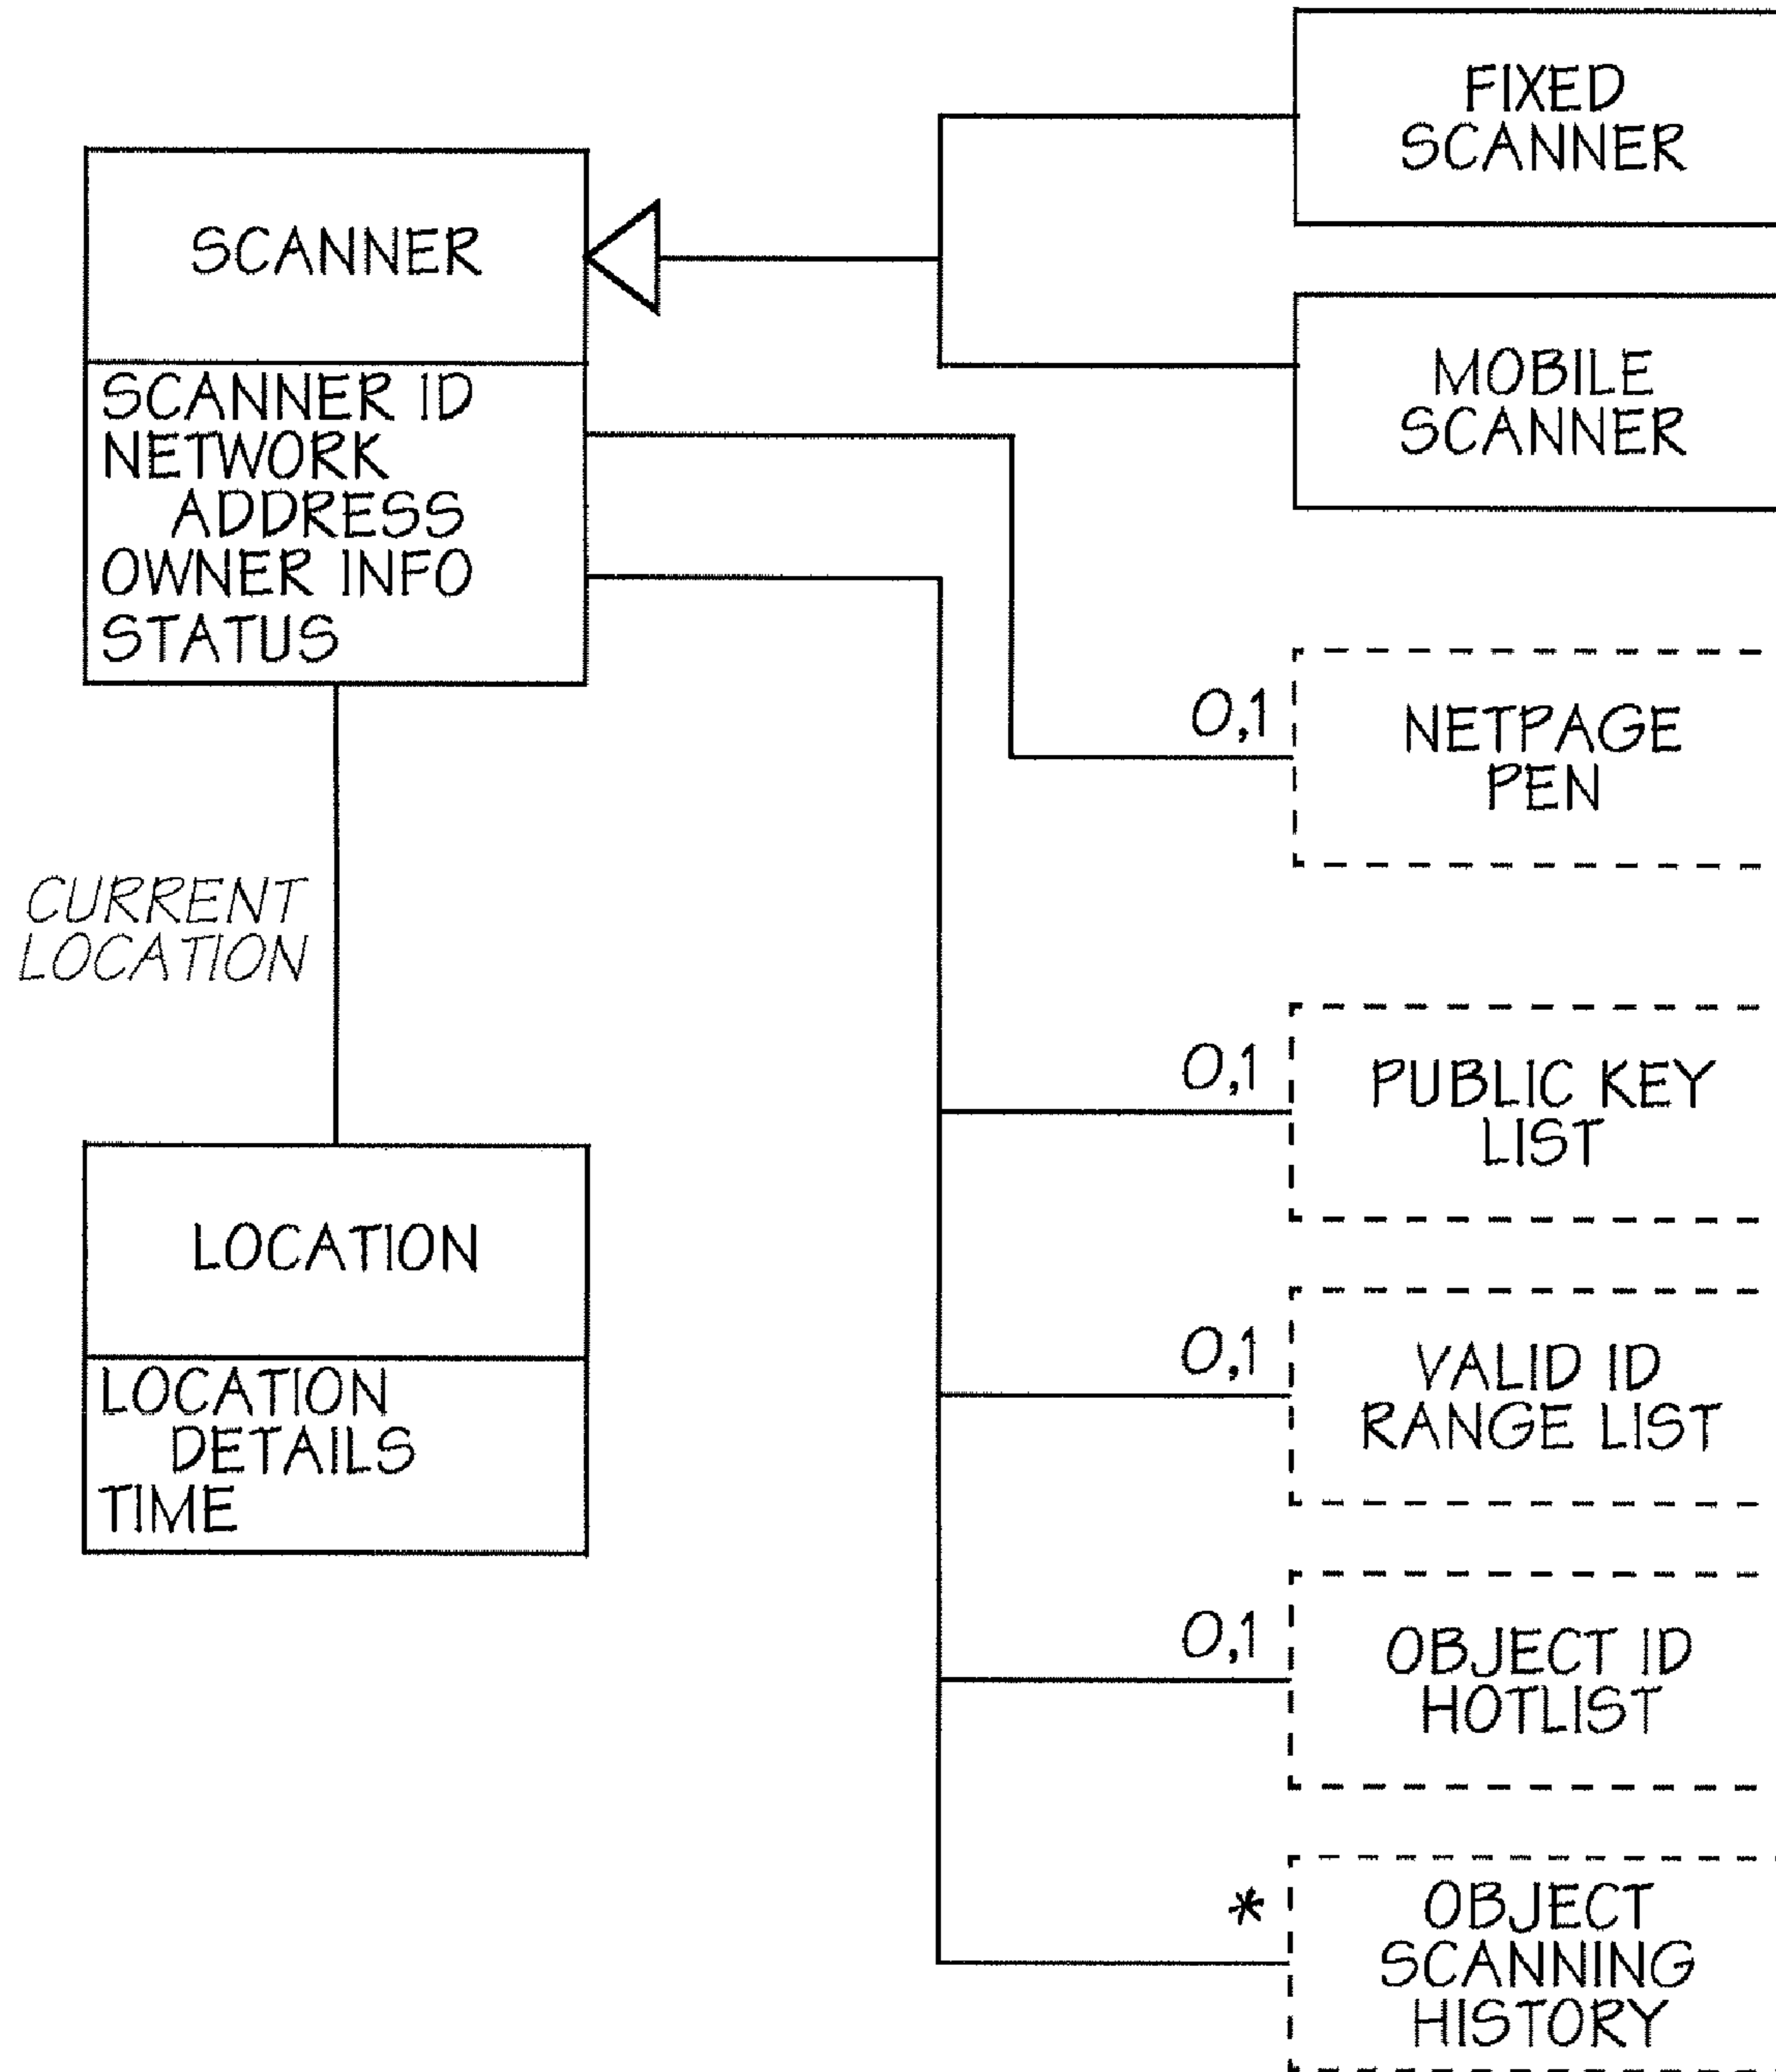 SCANNER
SCANNER ID
NETWORK
ADDRESS
OWNER INFO
STATUS
CURRENT
LOCATION
LOCATION
LOCATION
DETAILS
TIME
FIXED
SCANNER
MOBILE
SCANNER
0,1
NETPAGE
PEN
0,1
PUBLIC KEY
LIST
0,1
VALID ID
RANGE LIST
0,1
OBJECT ID
HOTLIST
*
OBJECT
SCANNING
HISTORY